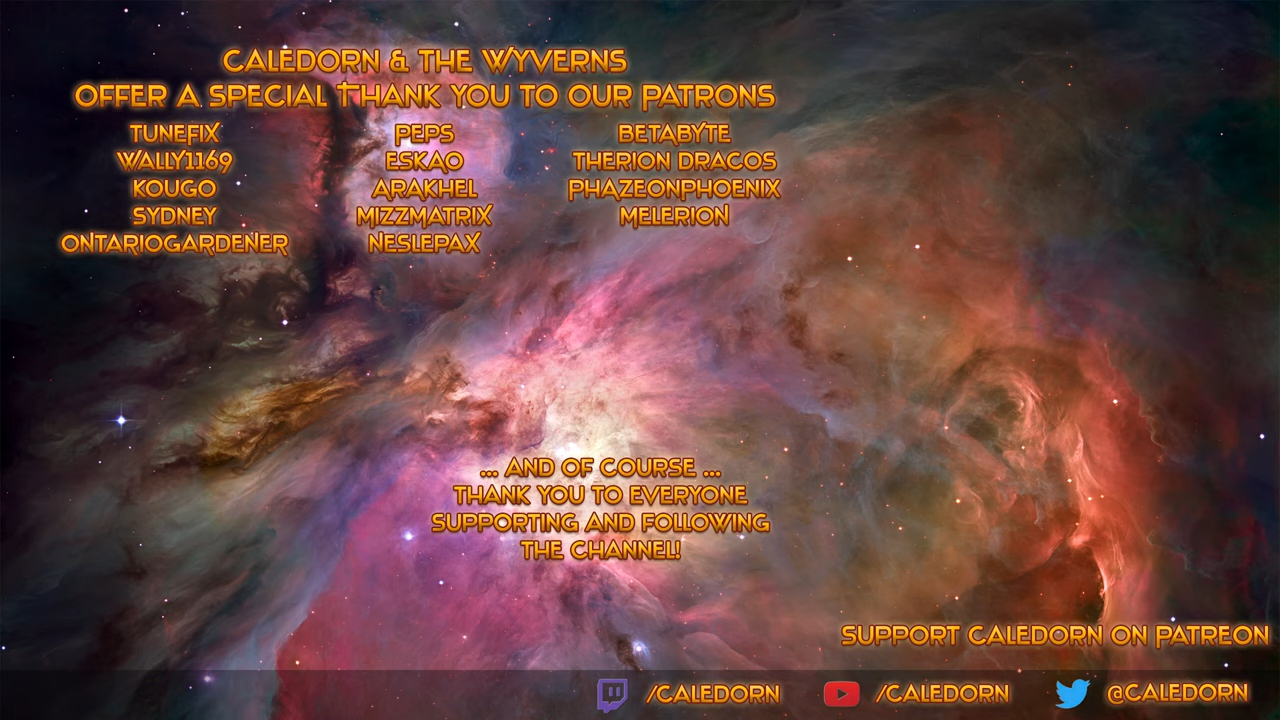 CALEDORN & THE WYVERNS
OFFER A SPECIAL THANK YOU TO OUR PATRONS
TUNEFIX
WALLY1169
KOUGO
SYDNEY
ONTARIOGARDENER
PEPS
ESKAO
ARAKHEL
MIZZMATRIX
NESLEPAX
BETABYTE
THERION DRACOS
PHAZEONPHOENIX
MELERION
... AND OF COURSE ...
THANK YOU TO EVERYONE
SUPPORTING AND FOLLOWING
THE CHANNEL!
SUPPORT CALEDORN ON PATREON
/CALEDORN
/CALEDORN
@CALEDORN